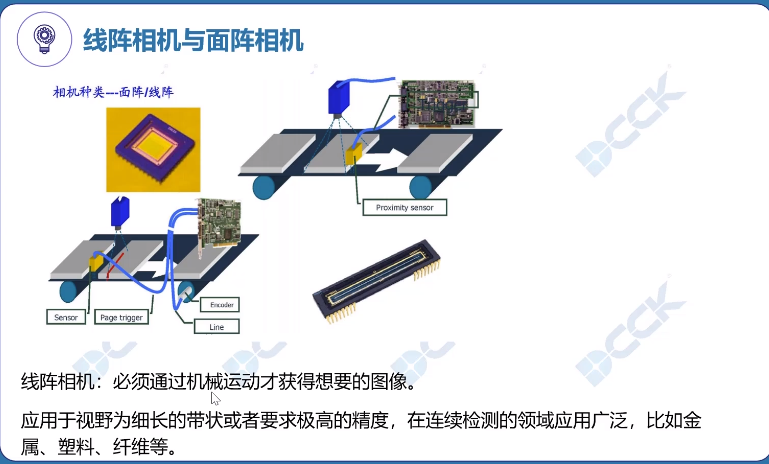 线阵相机与面阵相机
相机种类---面阵/线阵
Proximity sensor
Encoder
Sensor
Page trigger
Line
DCCK
DCCK
线阵相机：必须通过机械运动才获得想要的图像。
应用于视野为细长的带状或者要求极高的精度，在连续检测的领域应用广泛，比如金
属、塑料、纤维等。